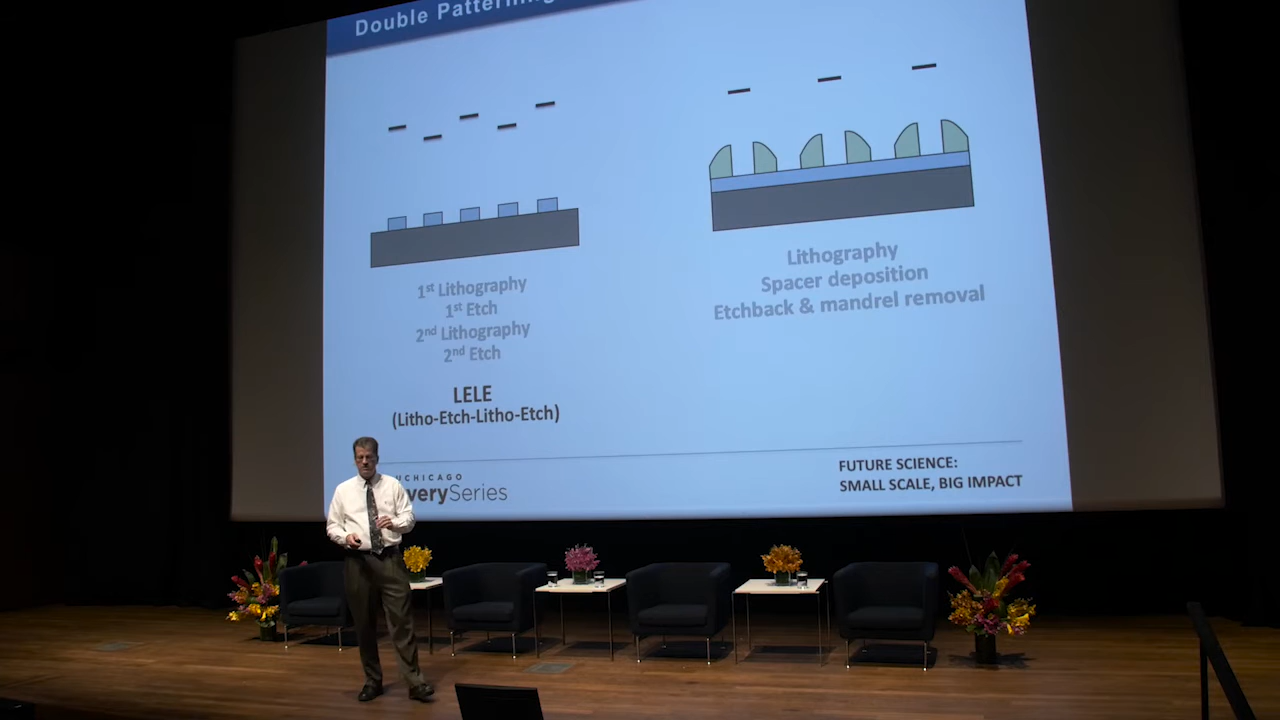 Double Patterning
1st Lithography
1st Etch
2nd Lithography
2nd Etch
LELE
(Litho-Etch-Litho-Etch)
Lithography
Spacer deposition
Etchback & mandrel removal
UCHICAGO
verySeries
FUTURE SCIENCE:
SMALL SCALE, BIG IMPACT